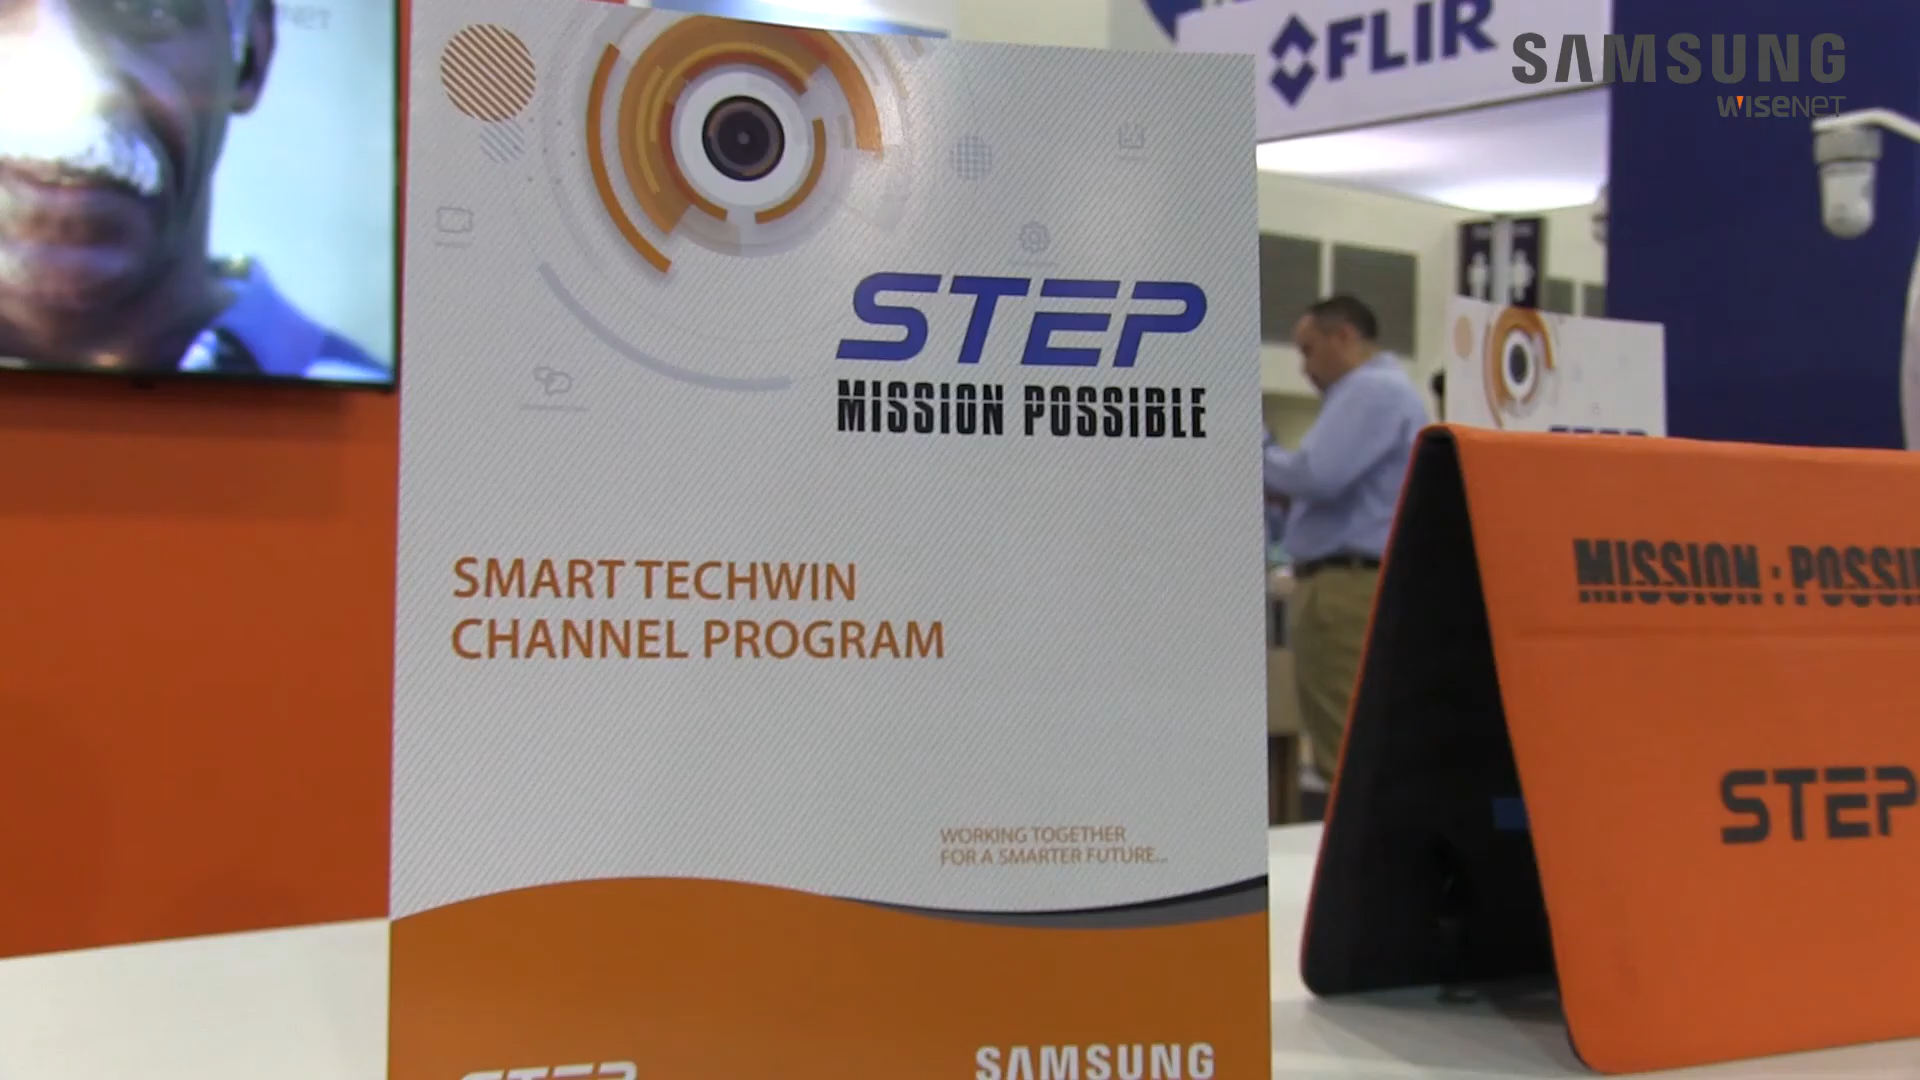 FLIR
SAMSUNG
WISENET
STEP
MISSION POSSIBLE
SMART TECHWIN
CHANNEL PROGRAM
WORKING TOGETHER
FOR A SMARTER FUTURE...
SAMSUNG
STEP
MISSION : POSSI
STEP